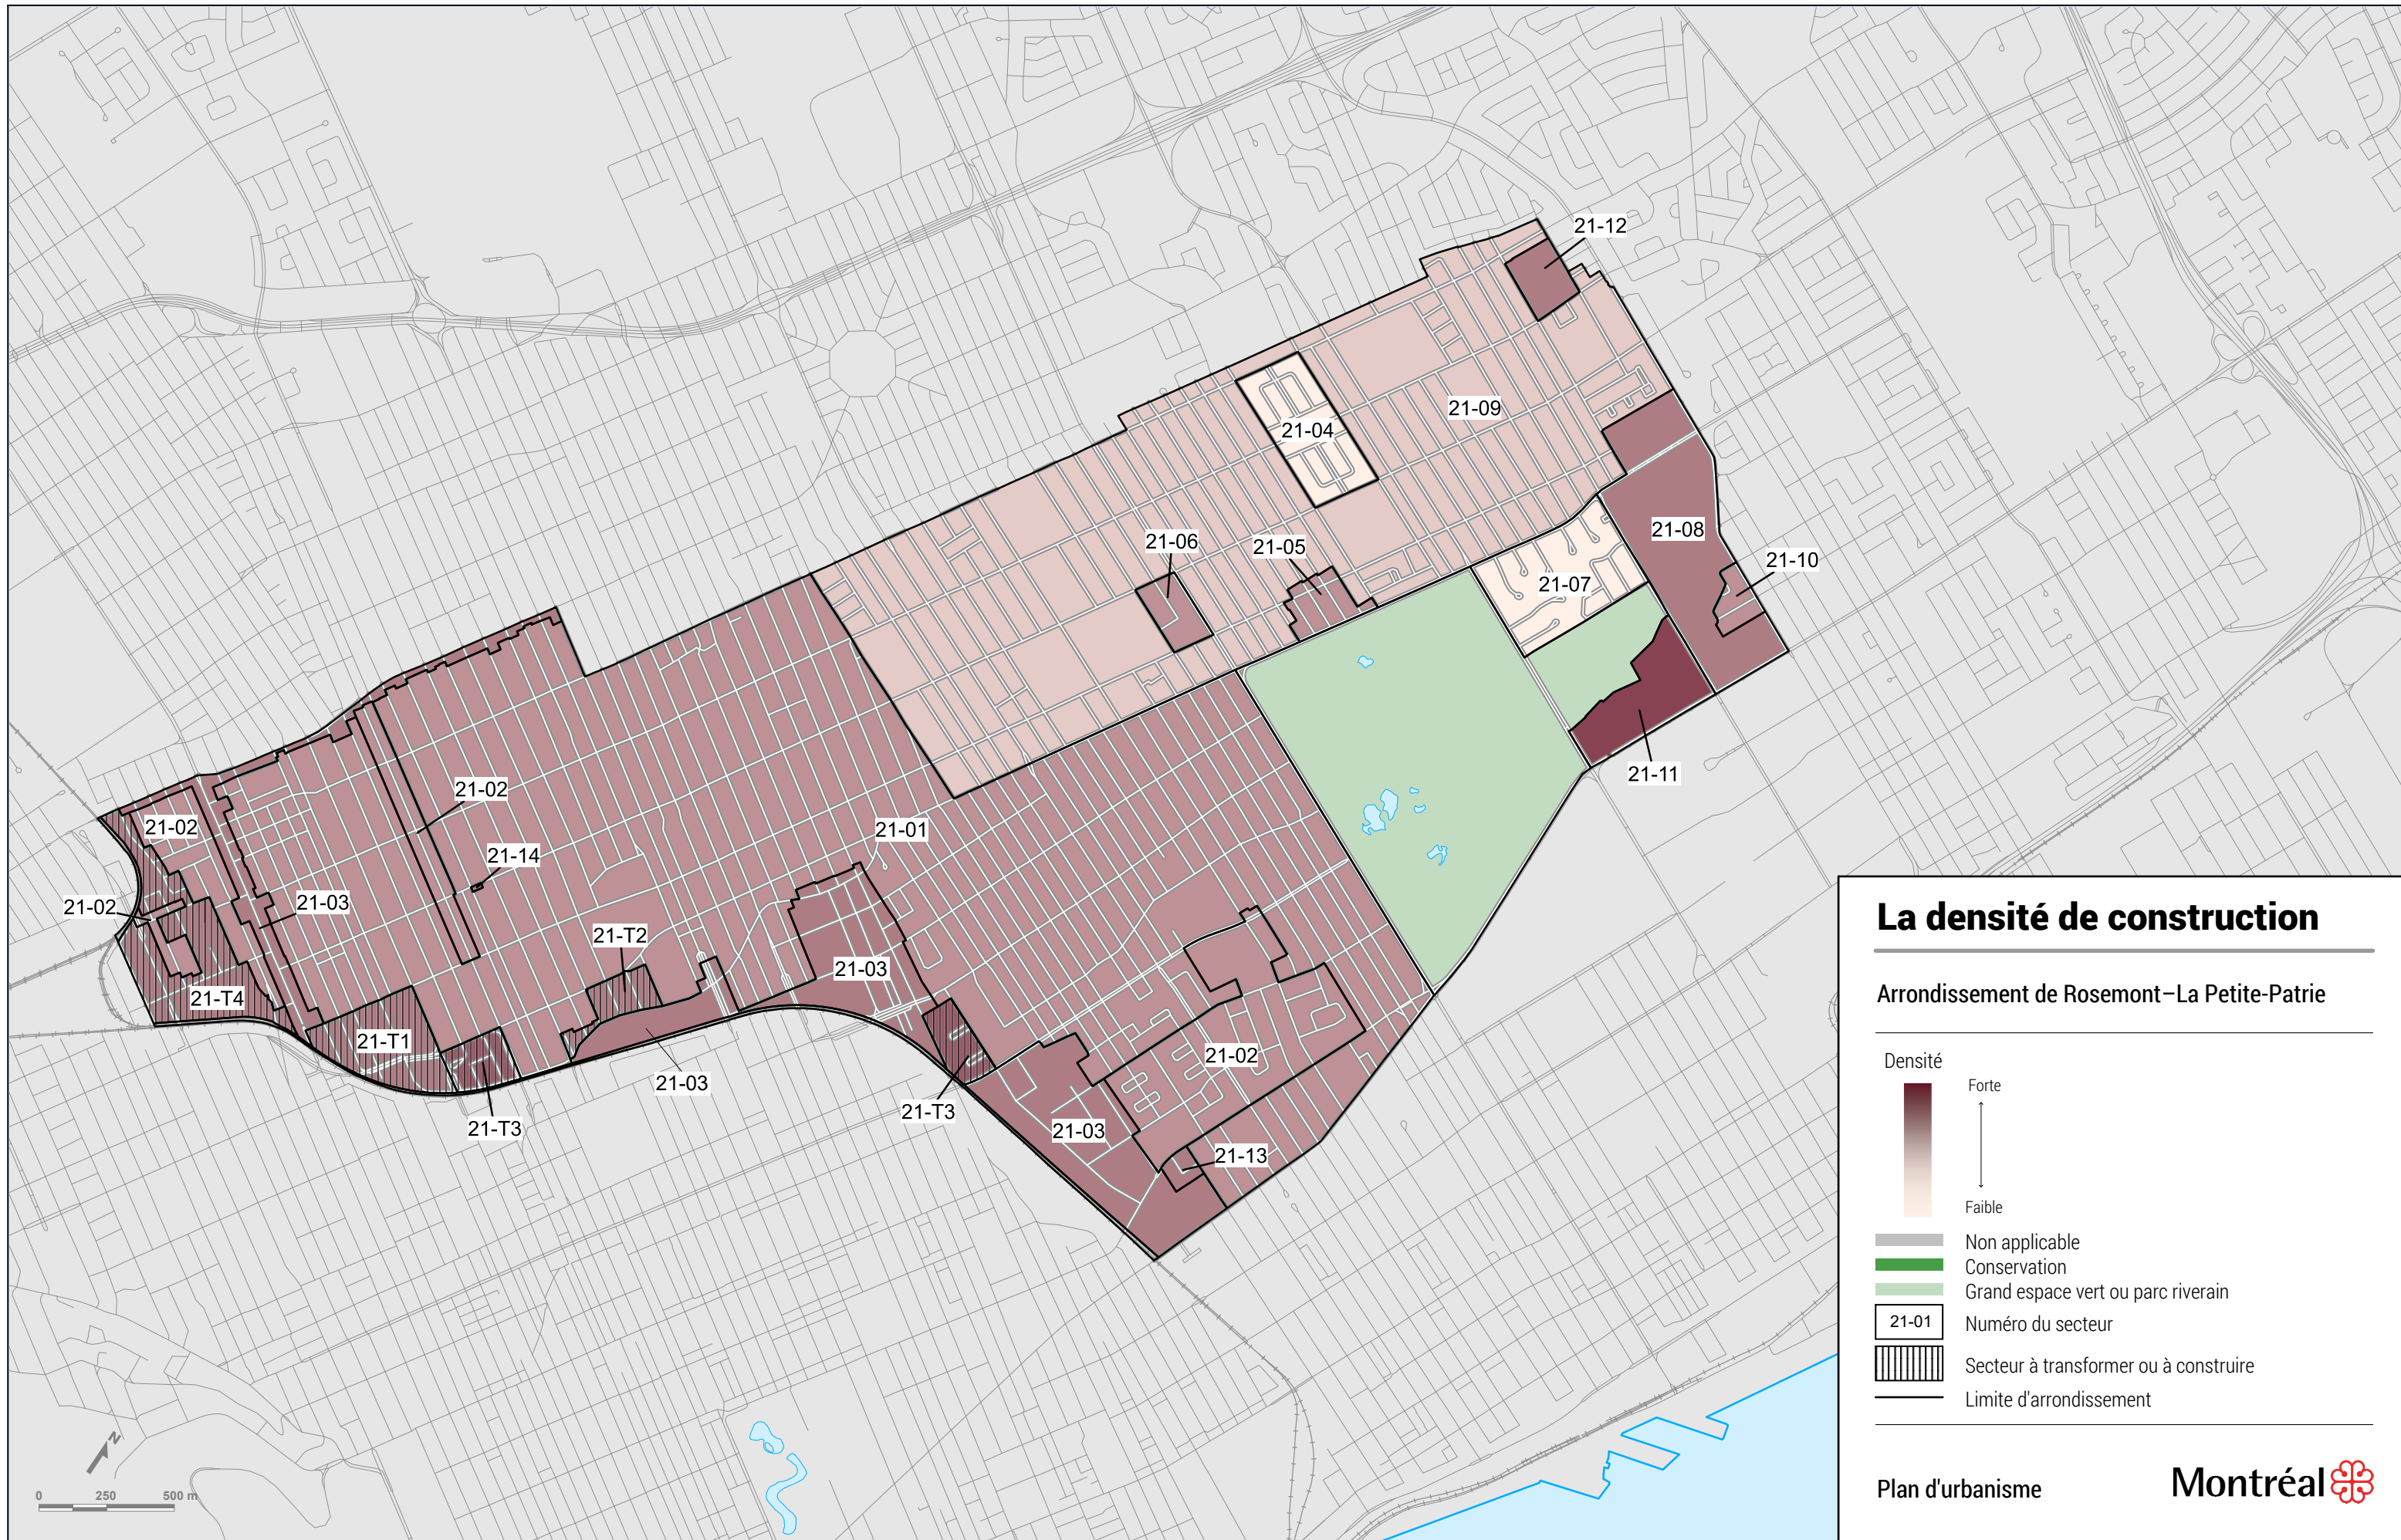 21-12
21-09
21-04
21-06
21-05
21-08
21-10
21-07
21-11
21-02
21-02
21-01
21-14
21-02
21-03
21-T2
21-03
21-T4
21-T1
21-02
21-03
21-T3
21-T3
21-03
21-13
La densité de construction
Arrondissement de Rosemont–La Petite-Patrie
Densité
Forte
Faible
Non applicable
Conservation
Grand espace vert ou parc riverain
21-01 Numéro du secteur
Secteur à transformer ou à construire
Limite d'arrondissement
Plan d'urbanisme
Montréal
N
0 250 500 m